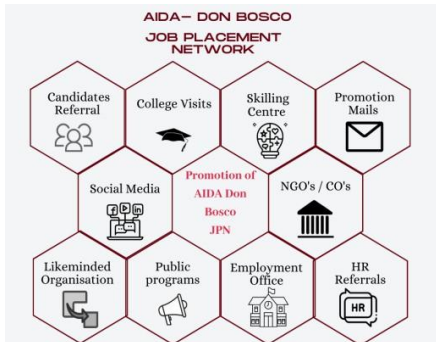 AIDA- DON BOSCO
JOB PLACEMENT
NETWORK
Candidates
Referral
College Visits
Skilling
Centre
Promotion
Mails
Social Media
Promotion of
AIDA Don
Bosco
JPN
NGO's / CO's
Likeminded
Organisation
Public
programs
Employment
Office
HR
Referrals
HR